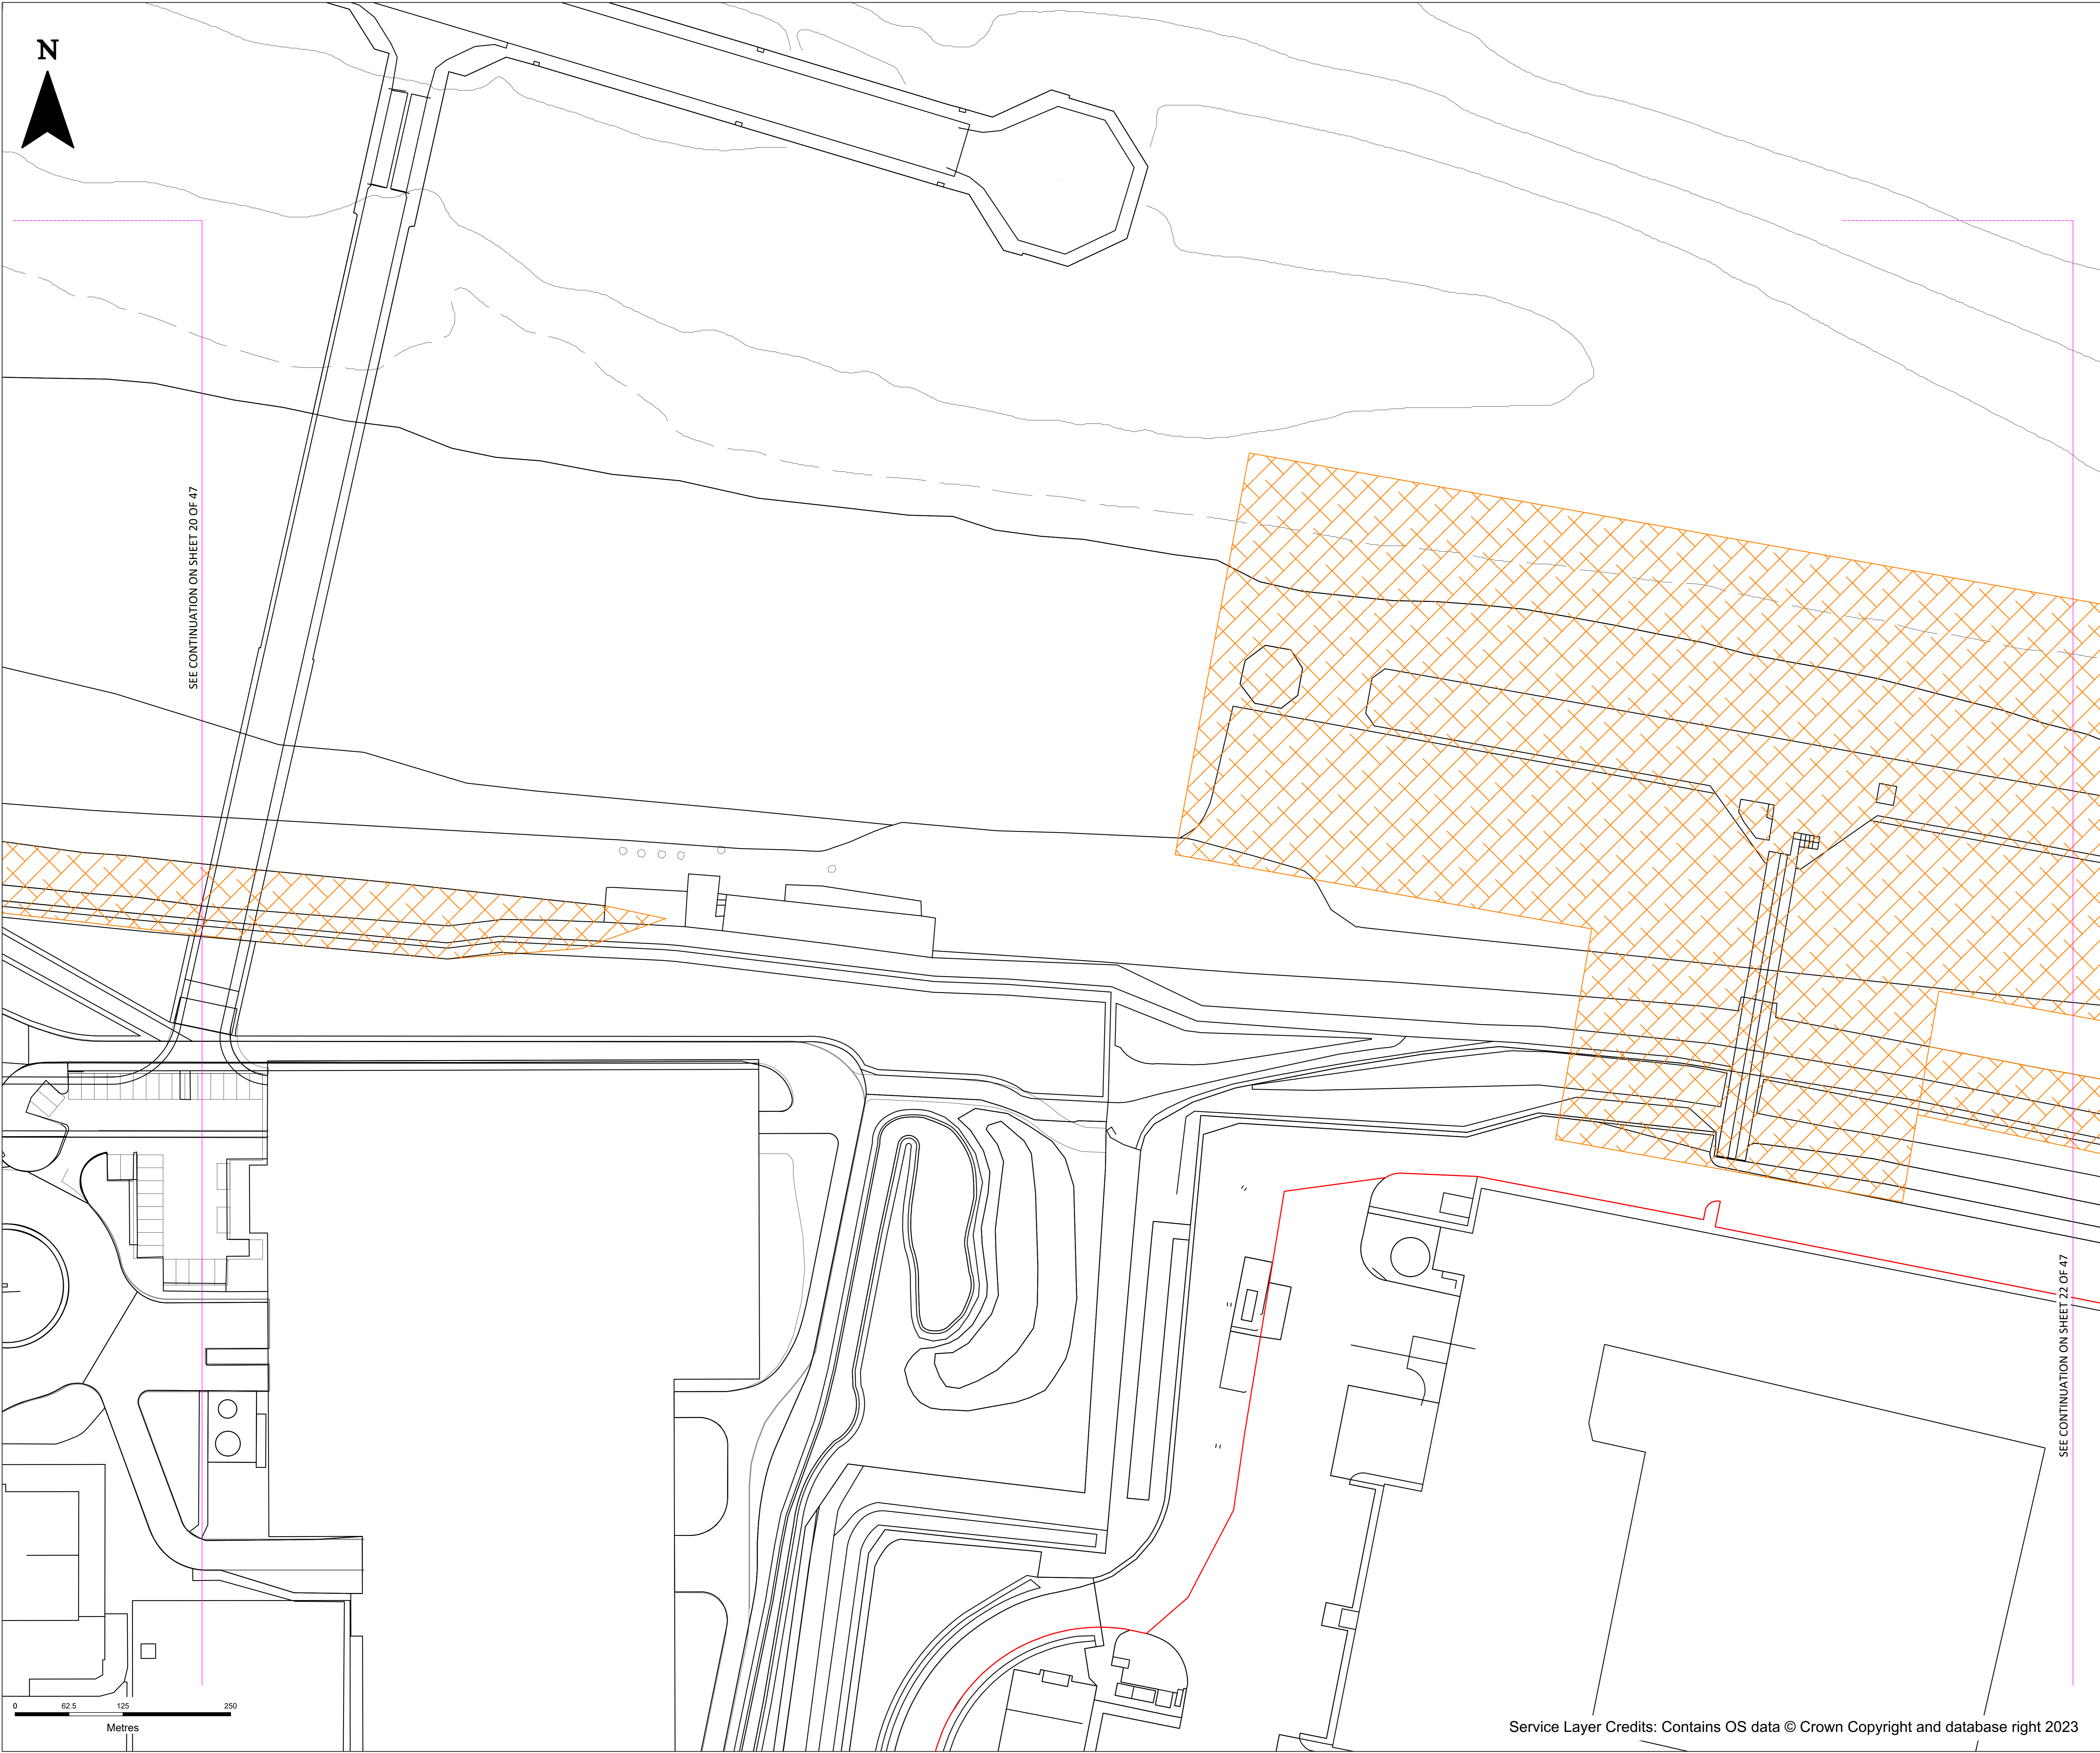 N
SEE CONTINUATION ON SHEET 20 OF 47
SEE CONTINUATION ON SHEET 22 OF 47
0 62.5 125 250
Metres
Service Layer Credits: Contains OS data © Crown Copyright and database right 2023